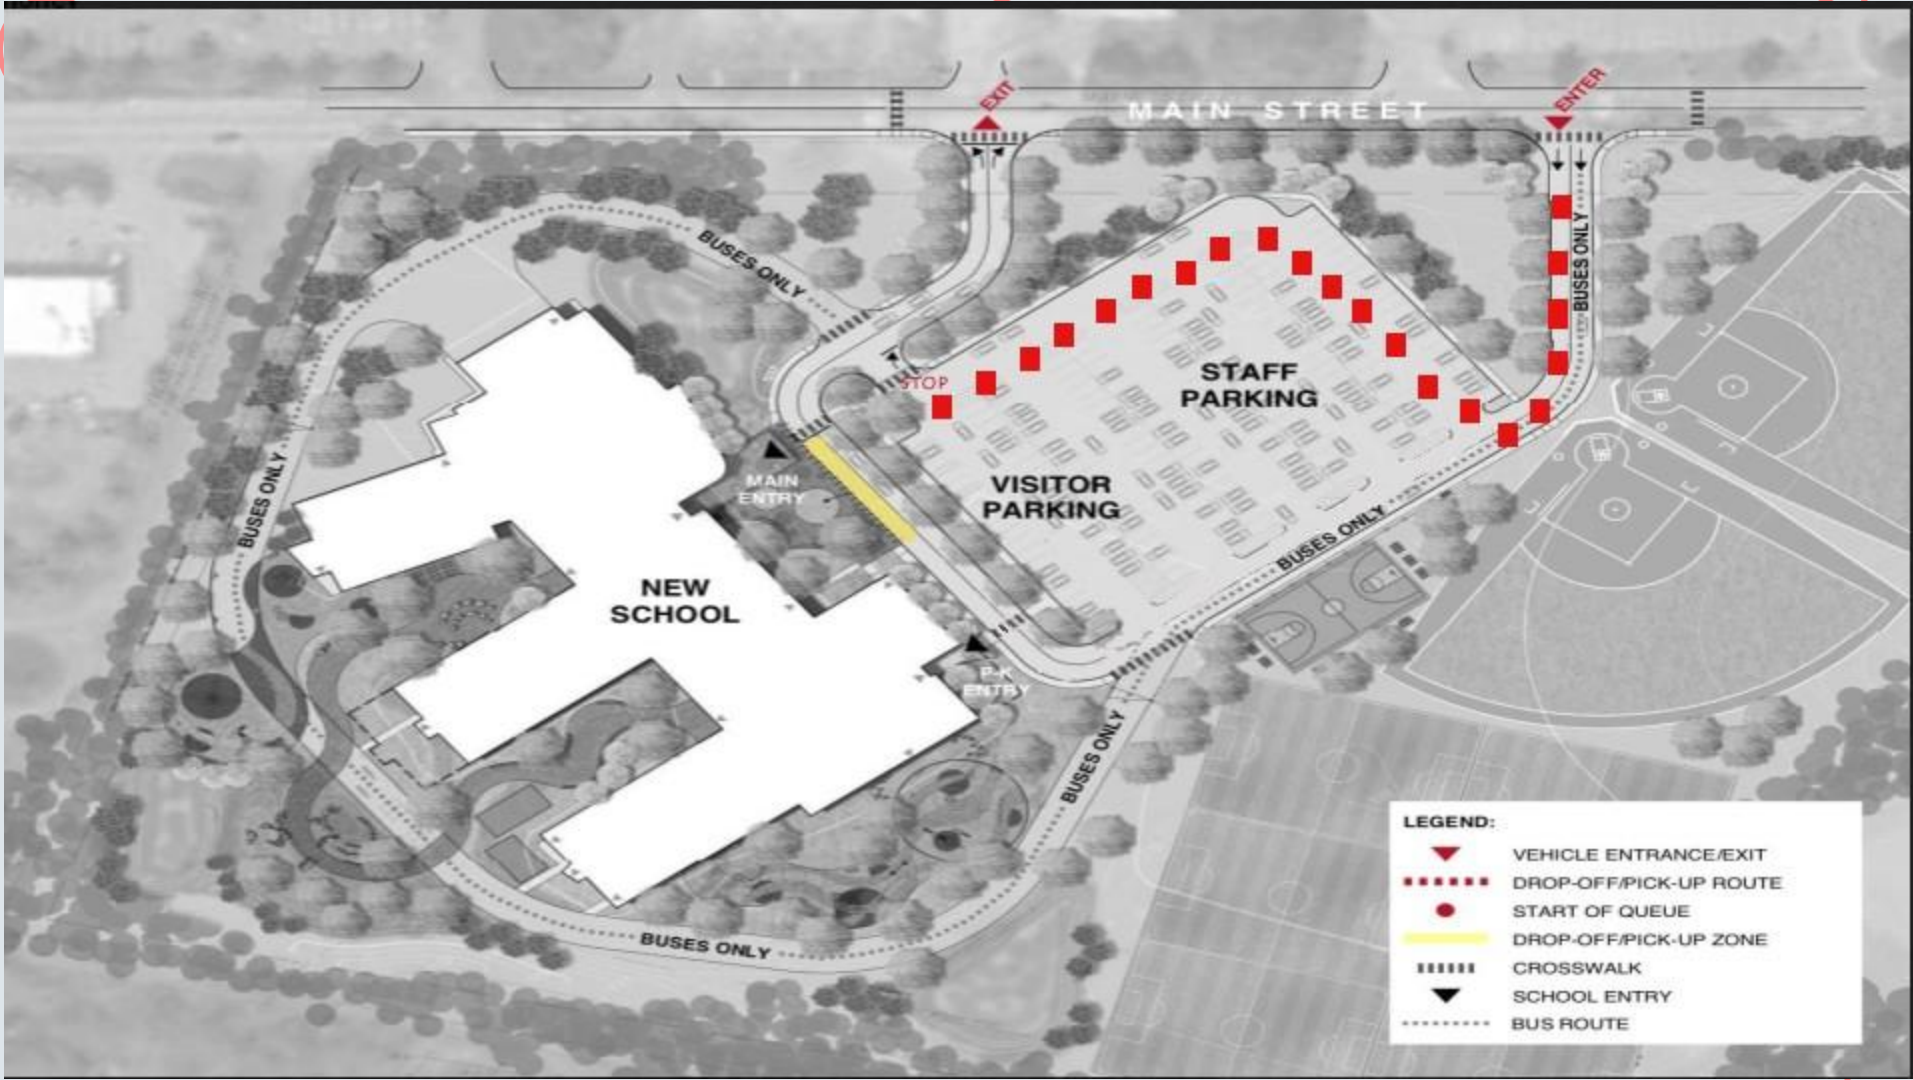 EXIT
ENTER
MAIN STREET
BUSES ONLY
BUSES ONLY
STOP
STAFF
PARKING
MAIN
ENTRY
VISITOR
PARKING
BUSES ONLY
BUSES ONLY
NEW
SCHOOL
P-K
ENTRY
BUSES ONLY
BUSES ONLY
LEGEND:
VEHICLE ENTRANCE/EXIT
DROP-OFF/PICK-UP ROUTE
START OF QUEUE
DROP-OFF/PICK-UP ZONE
CROSSWALK
SCHOOL ENTRY
BUS ROUTE